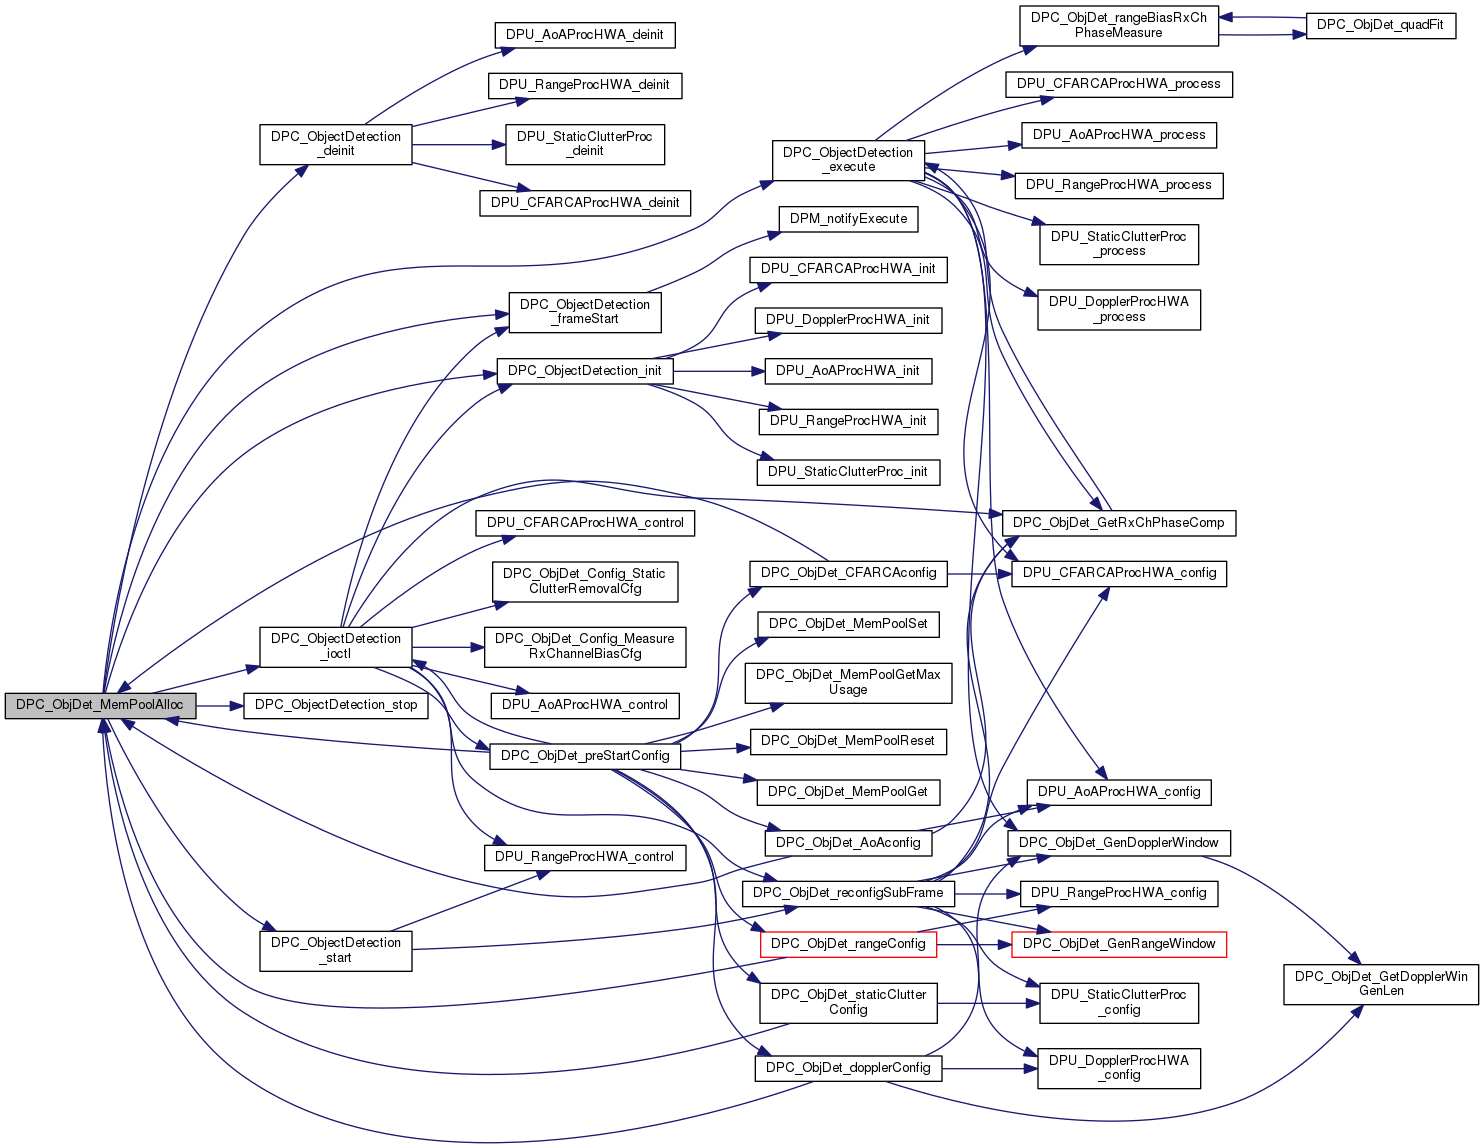 DPC_ObjDet_MemPoolAlloc
DPC_ObjectDetection
_deinit
DPU_AoAProcHWA_deinit
DPU_RangeProcHWA_deinit
DPU_StaticClutterProc
_deinit
DPU_CFARCAProcHWA_deinit
DPC_ObjectDetection
_execute
DPC_ObjDet_rangeBiasRxCh
PhaseMeasure
DPC_ObjDet_quadFit
DPU_CFARCAProcHWA_process
DPU_AoAProcHWA_process
DPU_RangeProcHWA_process
DPU_StaticClutterProc
_process
DPU_DopplerProcHWA
_process
DPM_notifyExecute
DPC_ObjectDetection
_frameStart
DPU_CFARCAProcHWA_init
DPU_DopplerProcHWA_init
DPC_ObjectDetection_init
DPU_AoAProcHWA_init
DPU_RangeProcHWA_init
DPU_StaticClutterProc_init
DPU_CFARCAProcHWA_control
DPC_ObjDet_GetRxChPhaseComp
DPC_ObjDet_Config_Static
ClutterRemovalCfg
DPC_ObjDet_CFARCAconfig
DPU_CFARCAProcHWA_config
DPC_ObjectDetection
_ioctl
DPC_ObjDet_Config_Measure
RxChannelBiasCfg
DPC_ObjDet_MemPoolSet
DPC_ObjDet_MemPoolGetMax
Usage
DPC_ObjectDetection_stop
DPU_AoAProcHWA_control
DPC_ObjDet_preStartConfig
DPC_ObjDet_MemPoolReset
DPC_ObjDet_MemPoolGet
DPU_AoAProcHWA_config
DPC_ObjDet_AoAconfig
DPC_ObjDet_GenDopplerWindow
DPU_RangeProcHWA_control
DPC_ObjDet_reconfigSubFrame
DPU_RangeProcHWA_config
DPC_ObjectDetection
_start
DPC_ObjDet_rangeConfig
DPC_ObjDet_GenRangeWindow
DPC_ObjDet_GetDopplerWin
GenLen
DPC_ObjDet_staticClutter
Config
DPU_StaticClutterProc
_config
DPC_ObjDet_dopplerConfig
DPU_DopplerProcHWA
_config